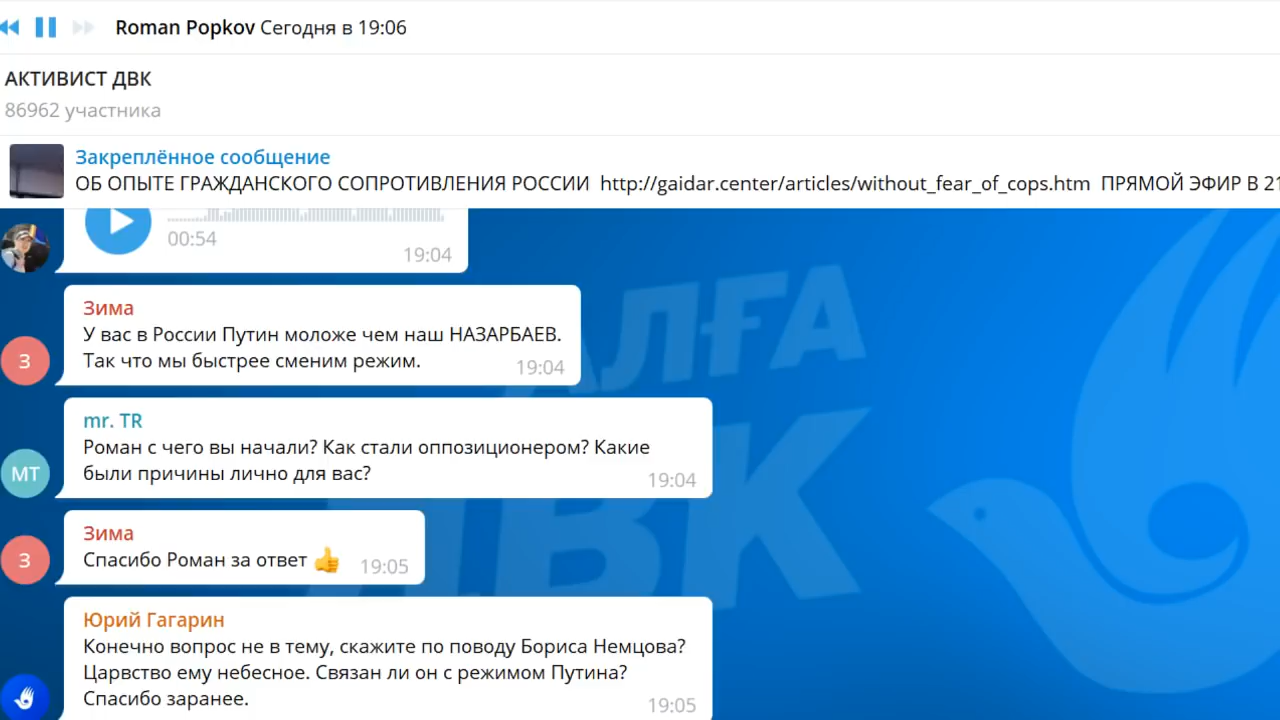 Roman Popkov Сегодня в 19:06
АКТИВИСТ ДВК
86962 участника
Закреплённое сообщение
ОБ ОПЫТЕ ГРАЖДАНСКОГО СОПРОТИВЛЕНИЯ РОССИИ http://gaidar.center/articles/without_fear_of_cops.htm ПРЯМОЙ ЭФИР В 21
00:54
19:04
Зима
У вас в России Путин моложе чем наш НАЗАРБАЕВ.
Так что мы быстрее сменим режим.
19:04
З
mr. TR
Роман с чего вы начали? Как стали оппозиционером? Какие
были причины лично для вас?
19:04
МТ
Зима
Спасибо Роман за ответ 👍
19:05
З
Юрий Гагарин
Конечно вопрос не в тему, скажите по поводу Бориса Немцова?
Царвство ему небесное. Связан ли он с режимом Путина?
Спасибо заранее.
19:05
АЛҒА
ДВК